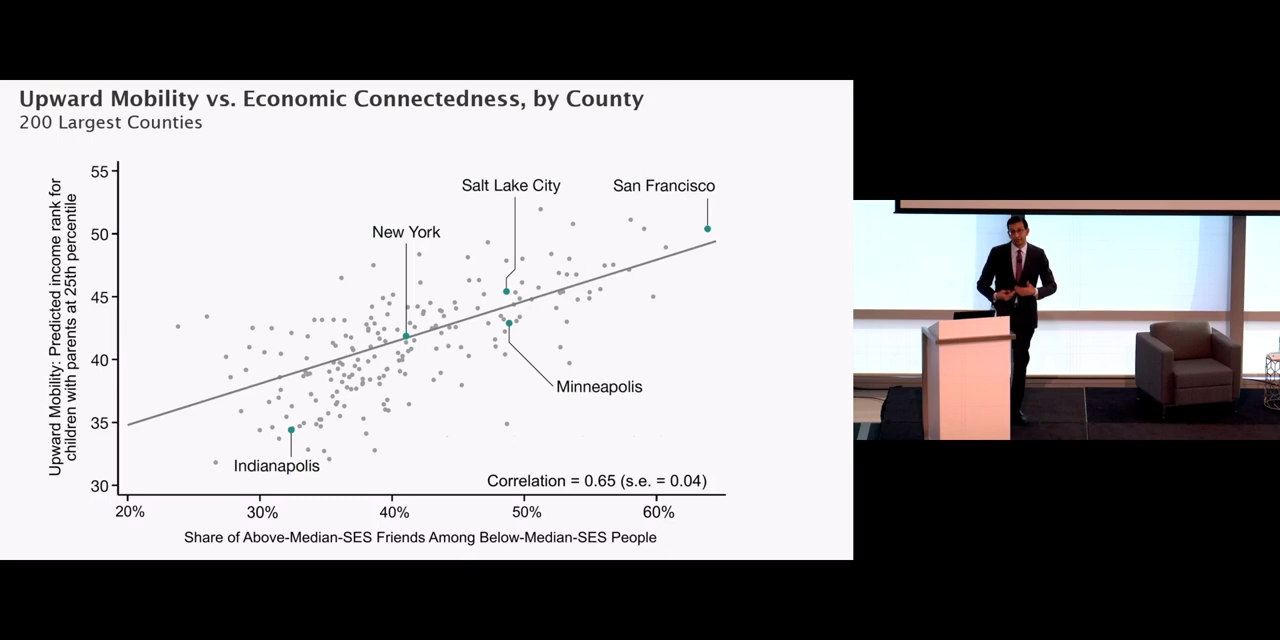 Upward Mobility vs. Economic Connectedness, by County
200 Largest Counties
Upward Mobility: Predicted income rank for
children with parents at 25th percentile
55
50
45
40
35
30
Salt Lake City
San Francisco
New York
Minneapolis
Indianapolis
Correlation = 0.65 (s.e. = 0.04)
20%
30%
40%
50%
60%
Share of Above-Median-SES Friends Among Below-Median-SES People